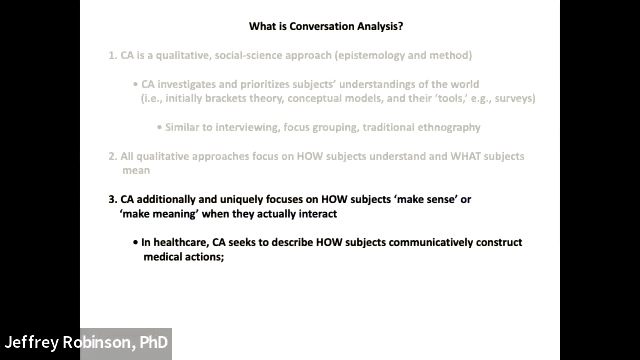 What is Conversation Analysis?
1. CA is a qualitative, social-science approach (epistemology and method)
• CA investigates and prioritizes subjects' understandings of the world
(i.e., initially brackets theory, conceptual models, and their 'tools,' e.g., surveys)
• Similar to interviewing, focus grouping, traditional ethnography
2. All qualitative approaches focus on HOW subjects understand and WHAT subjects
mean
3. CA additionally and uniquely focuses on HOW subjects 'make sense' or
'make meaning' when they actually interact
• In healthcare, CA seeks to describe HOW subjects communicatively construct
medical actions;
Jeffrey Robinson, PhD